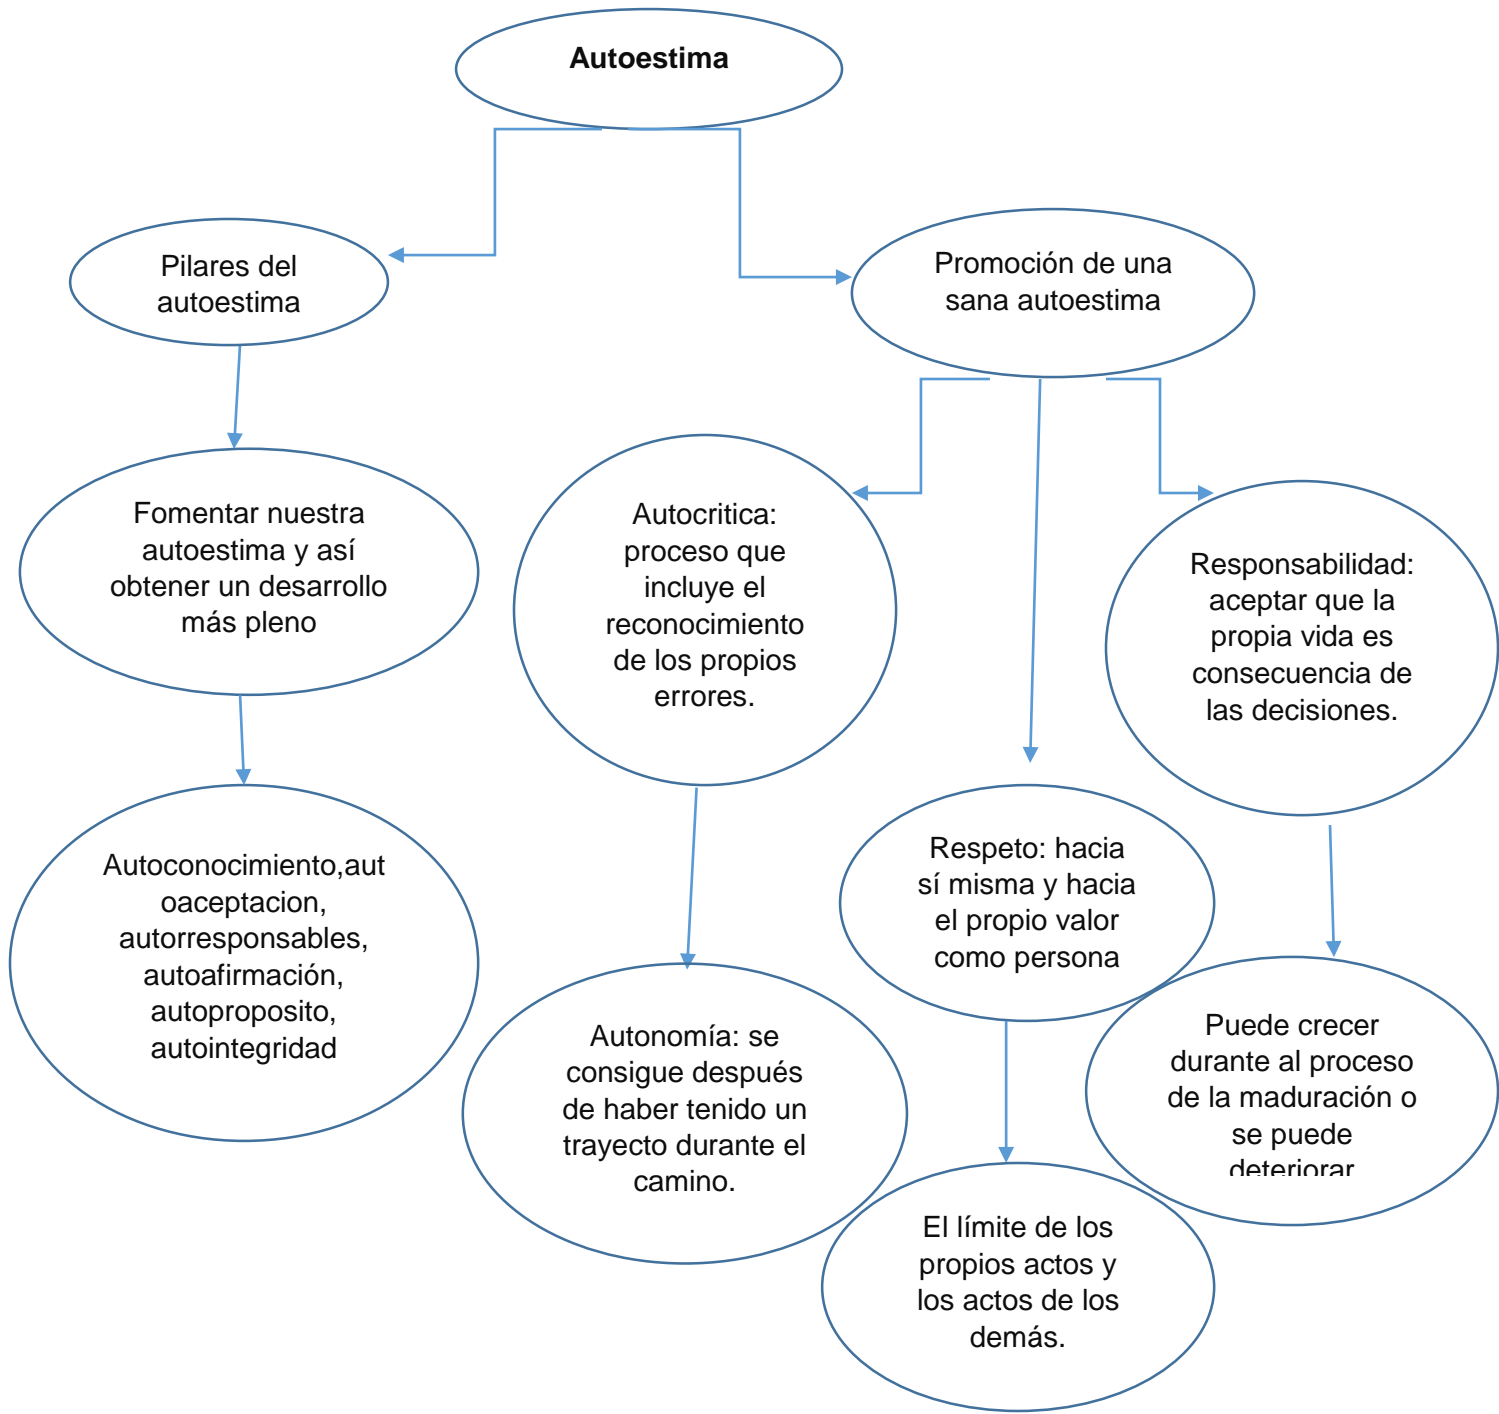 Autoestima
Pilares del
autoestima
Promoción de una
sana autoestima
Fomentar nuestra
autoestima y así
obtener un desarrollo
más pleno
Autocritica:
proceso que
incluye el
reconocimiento
de los propios
errores.
Responsabilidad:
aceptar que la
propia vida es
consecuencia de
las decisiones.
Autoconocimiento,aut
oaceptacion,
autorresponsables,
autoafirmación,
autoproposito,
autointegridad
Respeto: hacia
sí misma y hacia
el propio valor
como persona
Autonomía: se
consigue después
de haber tenido un
trayecto durante el
camino.
Puede crecer
durante al proceso
de la maduración o
se puede
deteriorar
El límite de los
propios actos y
los actos de los
demás.